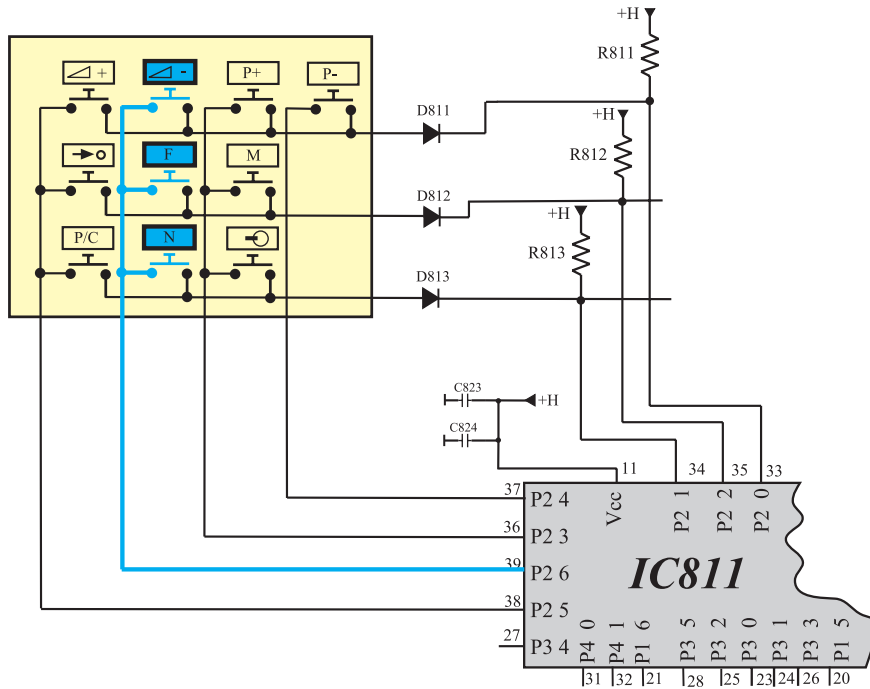 +H
R811
+
-
P+
P-
D811
+H
R812
F
M
D812
+H
R813
P/C
N
D813
C823
+H
C824
11
34
35
33
37
P2 4
Vcc
P2 1
P2 2
P2 0
36
P2 3
39
P2 6
IC811
38
P2 5
27
P3 4
P4 0
P4 1
P1 6
P3 5
P3 2
P3 0
P3 1
P3 3
P1 5
31
32
21
28
25
23
24
26
20